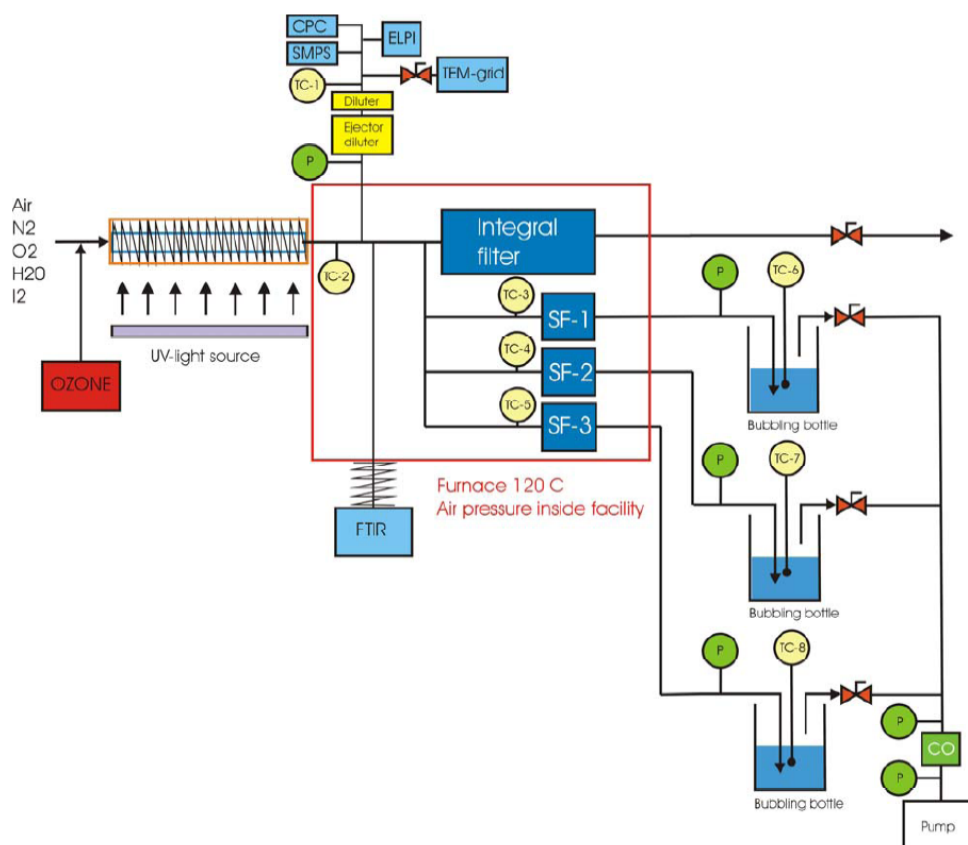 CPC
SMPS
ELPI
TC-1
TEM-grid
Diluter
Ejector
diluter
P
Air
N2
O2
H2O
I2
TC-2
Integral
filter
TC-3
SF-1
TC-4
SF-2
TC-5
SF-3
P
TC-6
UV-light source
OZONE
Bubbling bottle
Furnace 120 C
Air pressure inside facility
FTIR
P
TC-7
Bubbling bottle
P
TC-8
Bubbling bottle
P
CO
P
Pump